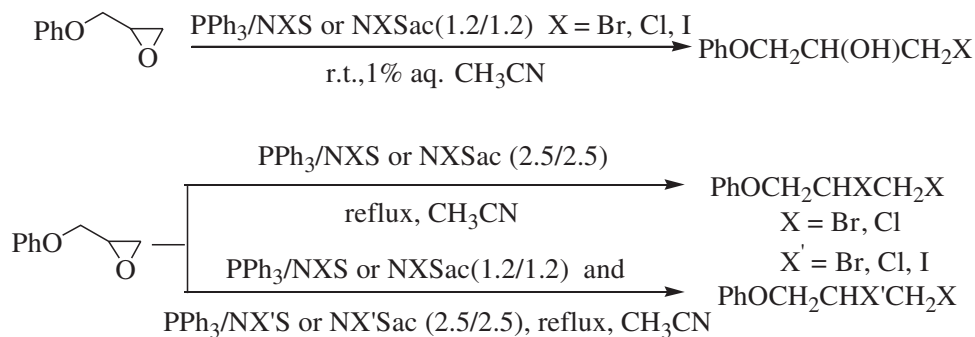 PhO O PPh₃/NXS or NXSac(1.2/1.2) X = Br, Cl, I PhOCH₂CH(OH)CH₂X
r.t.,1% aq. CH₃CN
PPh₃/NXS or NXSac (2.5/2.5)
PhOCH₂CHXCH₂X
reflux, CH₃CN
X = Br, Cl
PhO O
PPh₃/NXS or NXSac(1.2/1.2) and
X' = Br, Cl, I
PhOCH₂CHX'CH₂X
PPh₃/NX'S or NX'Sac (2.5/2.5), reflux, CH₃CN